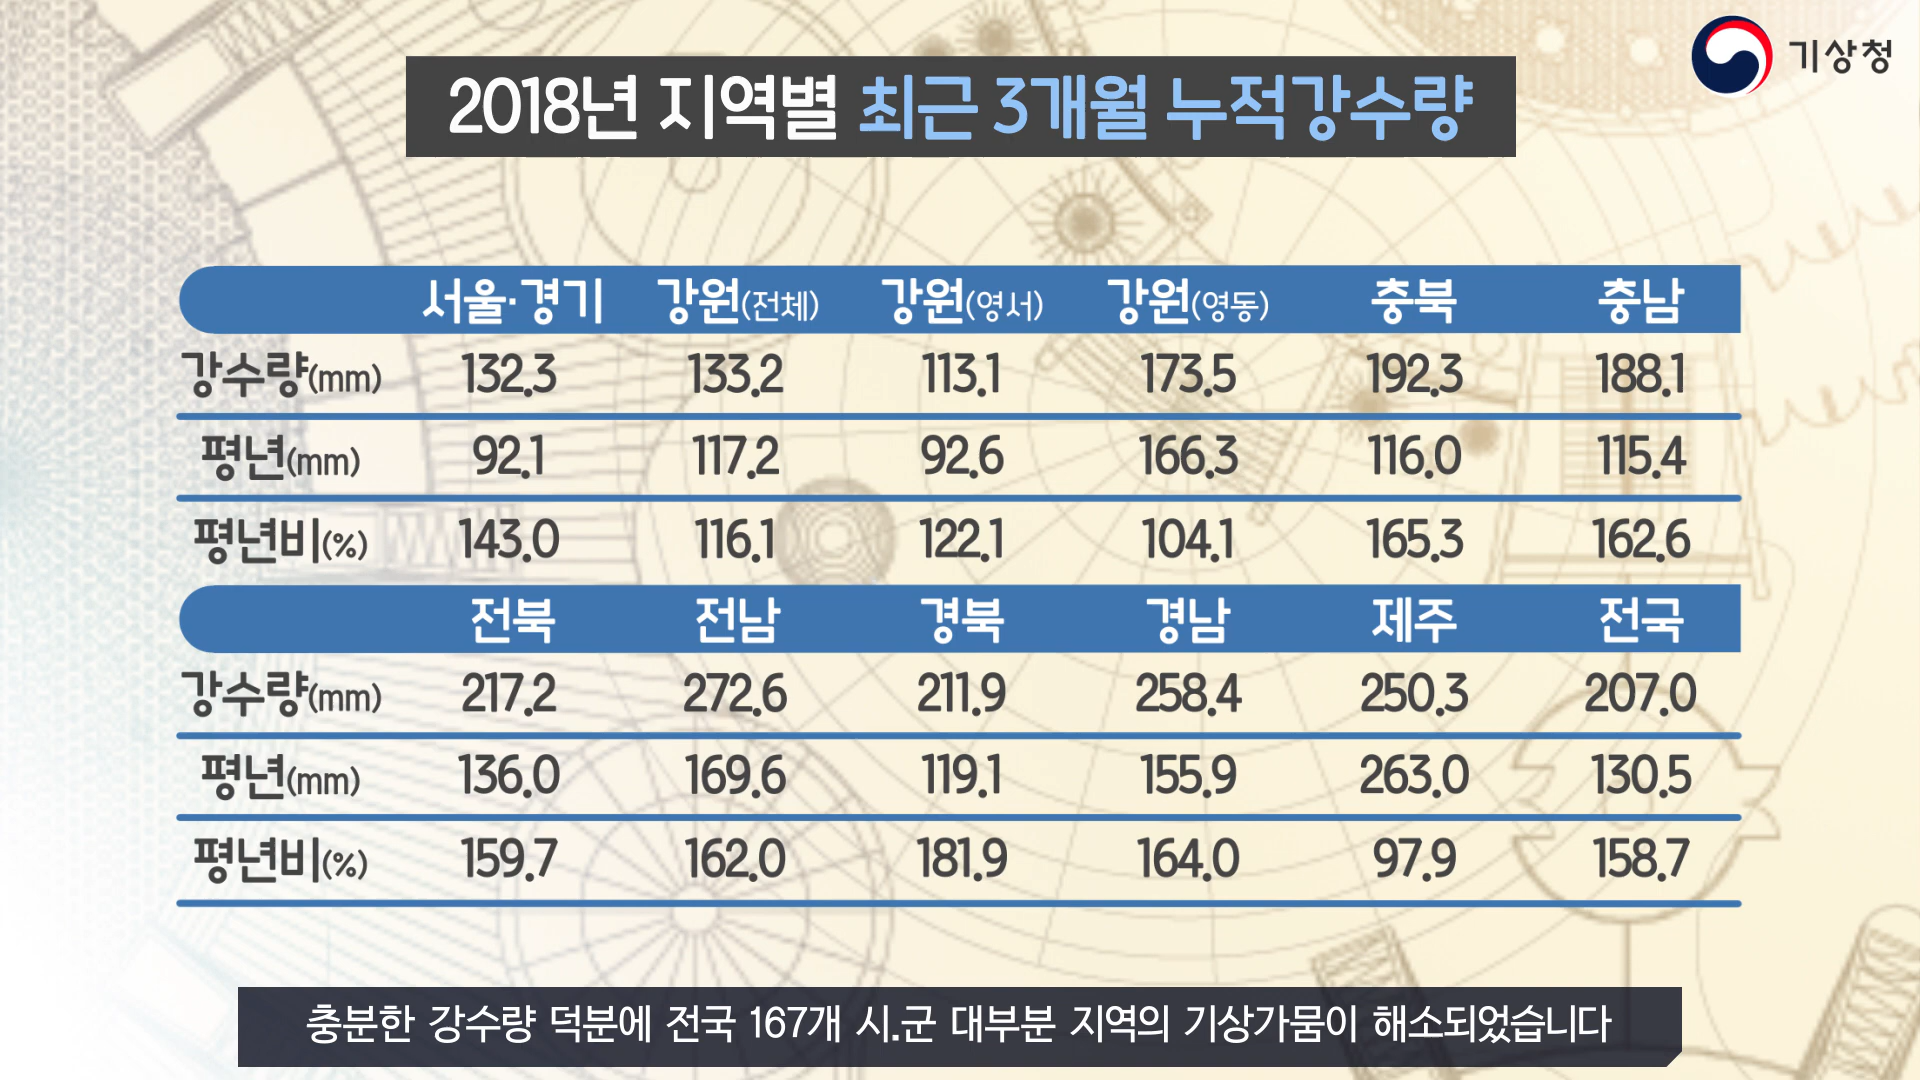 기상청
2018년 지역별 최근 3개월 누적강수량
서울·경기 강원(전체) 강원(영서) 강원(영동) 충북 충남
강수량(mm) 132.3 133.2 113.1 173.5 192.3 188.1
평년(mm) 92.1 117.2 92.6 166.3 116.0 115.4
평년비(%) 143.0 116.1 122.1 104.1 165.3 162.6
전북 전남 경북 경남 제주 전국
강수량(mm) 217.2 272.6 211.9 258.4 250.3 207.0
평년(mm) 136.0 169.6 119.1 155.9 263.0 130.5
평년비(%) 159.7 162.0 181.9 164.0 97.9 158.7
충분한 강수량 덕분에 전국 167개 시.군 대부분 지역의 기상가뭄이 해소되었습니다